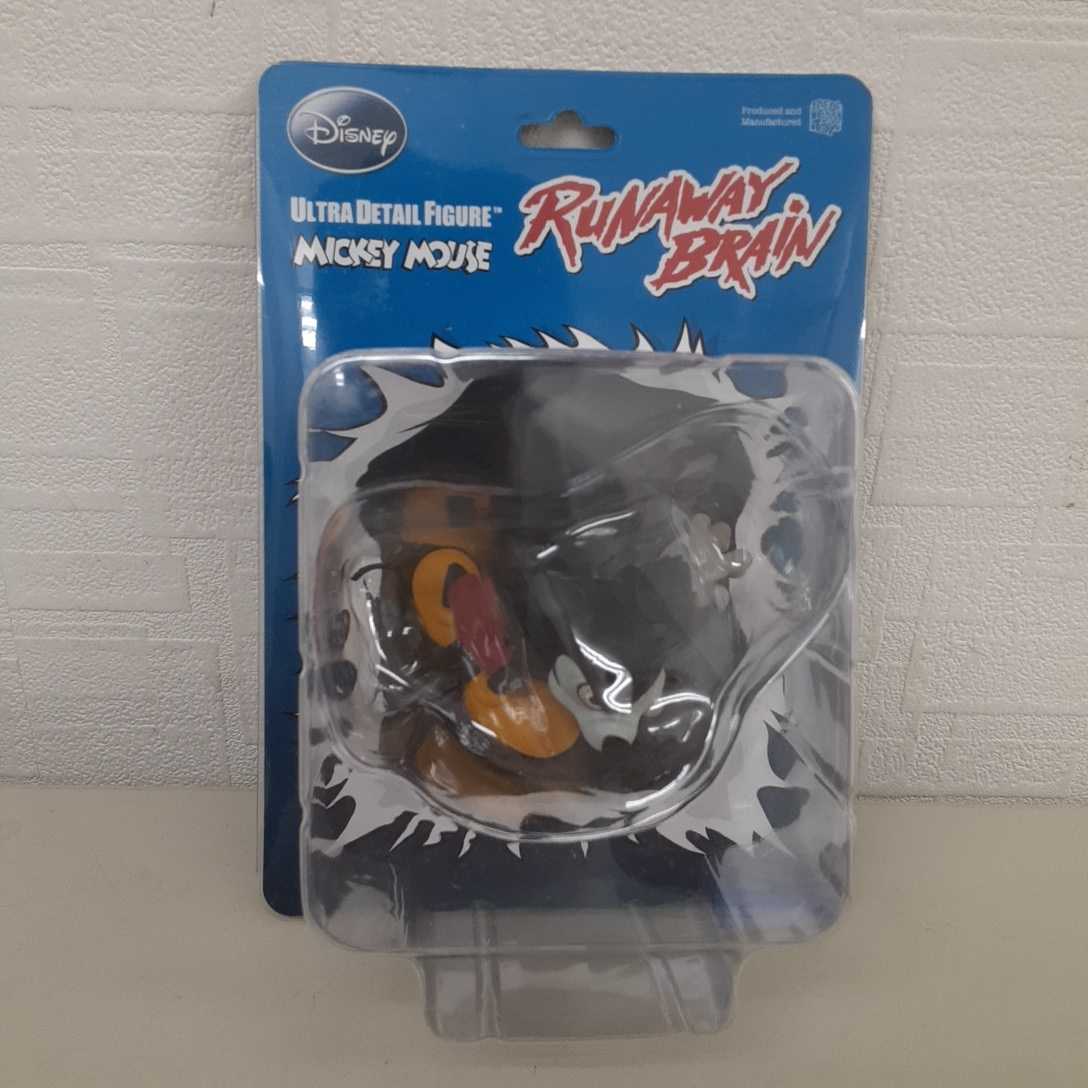 Disney
Produced and
Manufactured
ULTRA DETAIL FIGURE™
MICKEY MOUSE
RUNAWAY
BRAIN